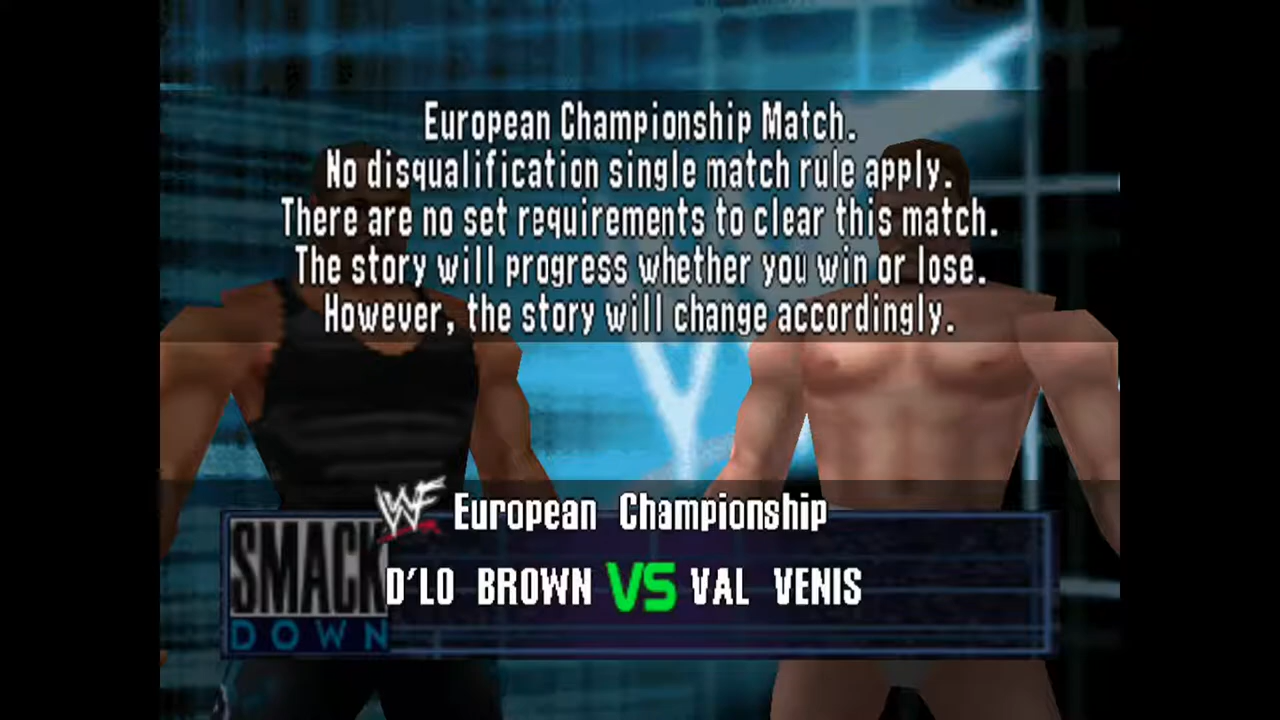 European Championship Match.
No disqualification single match rule apply.
There are no set requirements to clear this match.
The story will progress whether you win or lose.
However, the story will change accordingly.
WF European Championship
SMACK
DOWN
D'LO BROWN VS VAL VENIS